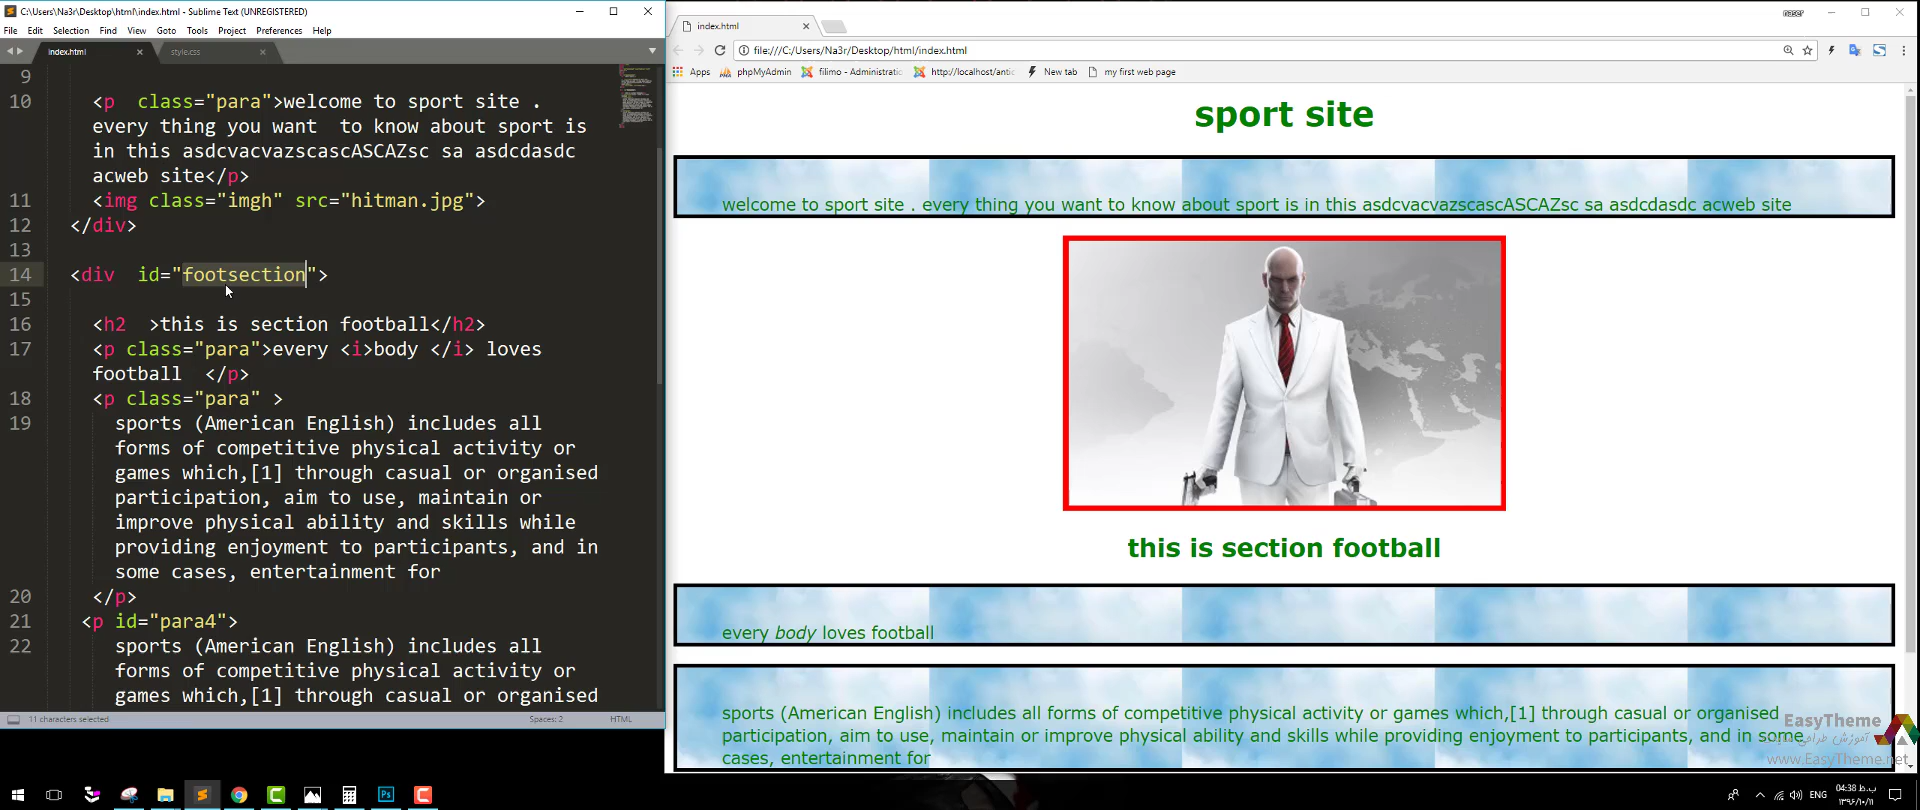 C:\Users\Na3r\Desktop\html\index.html - Sublime Text (UNREGISTERED)
File Edit Selection Find View Goto Tools Project Preferences Help
index.html style.css
9
10 <p  class="para">welcome to sport site .
every thing you want  to know about sport is
in this asdcvacvazscascASCAZsc sa asdcdasdc
acweb site</p>
11 <img class="imgh" src="hitman.jpg">
12 </div>
13
14 <div  id="footsection">
15
16 <h2  >this is section football</h2>
17 <p class="para">every <i>body </i> loves
football  </p>
18 <p class="para" >
19 sports (American English) includes all
forms of competitive physical activity or
games which,[1] through casual or organised
participation, aim to use, maintain or
improve physical ability and skills while
providing enjoyment to participants, and in
some cases, entertainment for
20 </p>
21 <p id="para4">
22 sports (American English) includes all
forms of competitive physical activity or
games which,[1] through casual or organised
11 characters selected Spaces: 2 HTML
naser
index.html
file:///C:/Users/Na3r/Desktop/html/index.html
Apps phpMyAdmin filimo - Administratio http://localhost/antic New tab my first web page
sport site
welcome to sport site . every thing you want to know about sport is in this asdcvacvazscascASCAZsc sa asdcdasdc acweb site
this is section football
every body loves football
sports (American English) includes all forms of competitive physical activity or games which,[1] through casual or organised
participation, aim to use, maintain or improve physical ability and skills while providing enjoyment to participants, and in some
cases, entertainment for
EasyTheme
www.EasyTheme.net
ENG 04:38 ب.ظ
۱۳۹۶/۱۰/۱۱